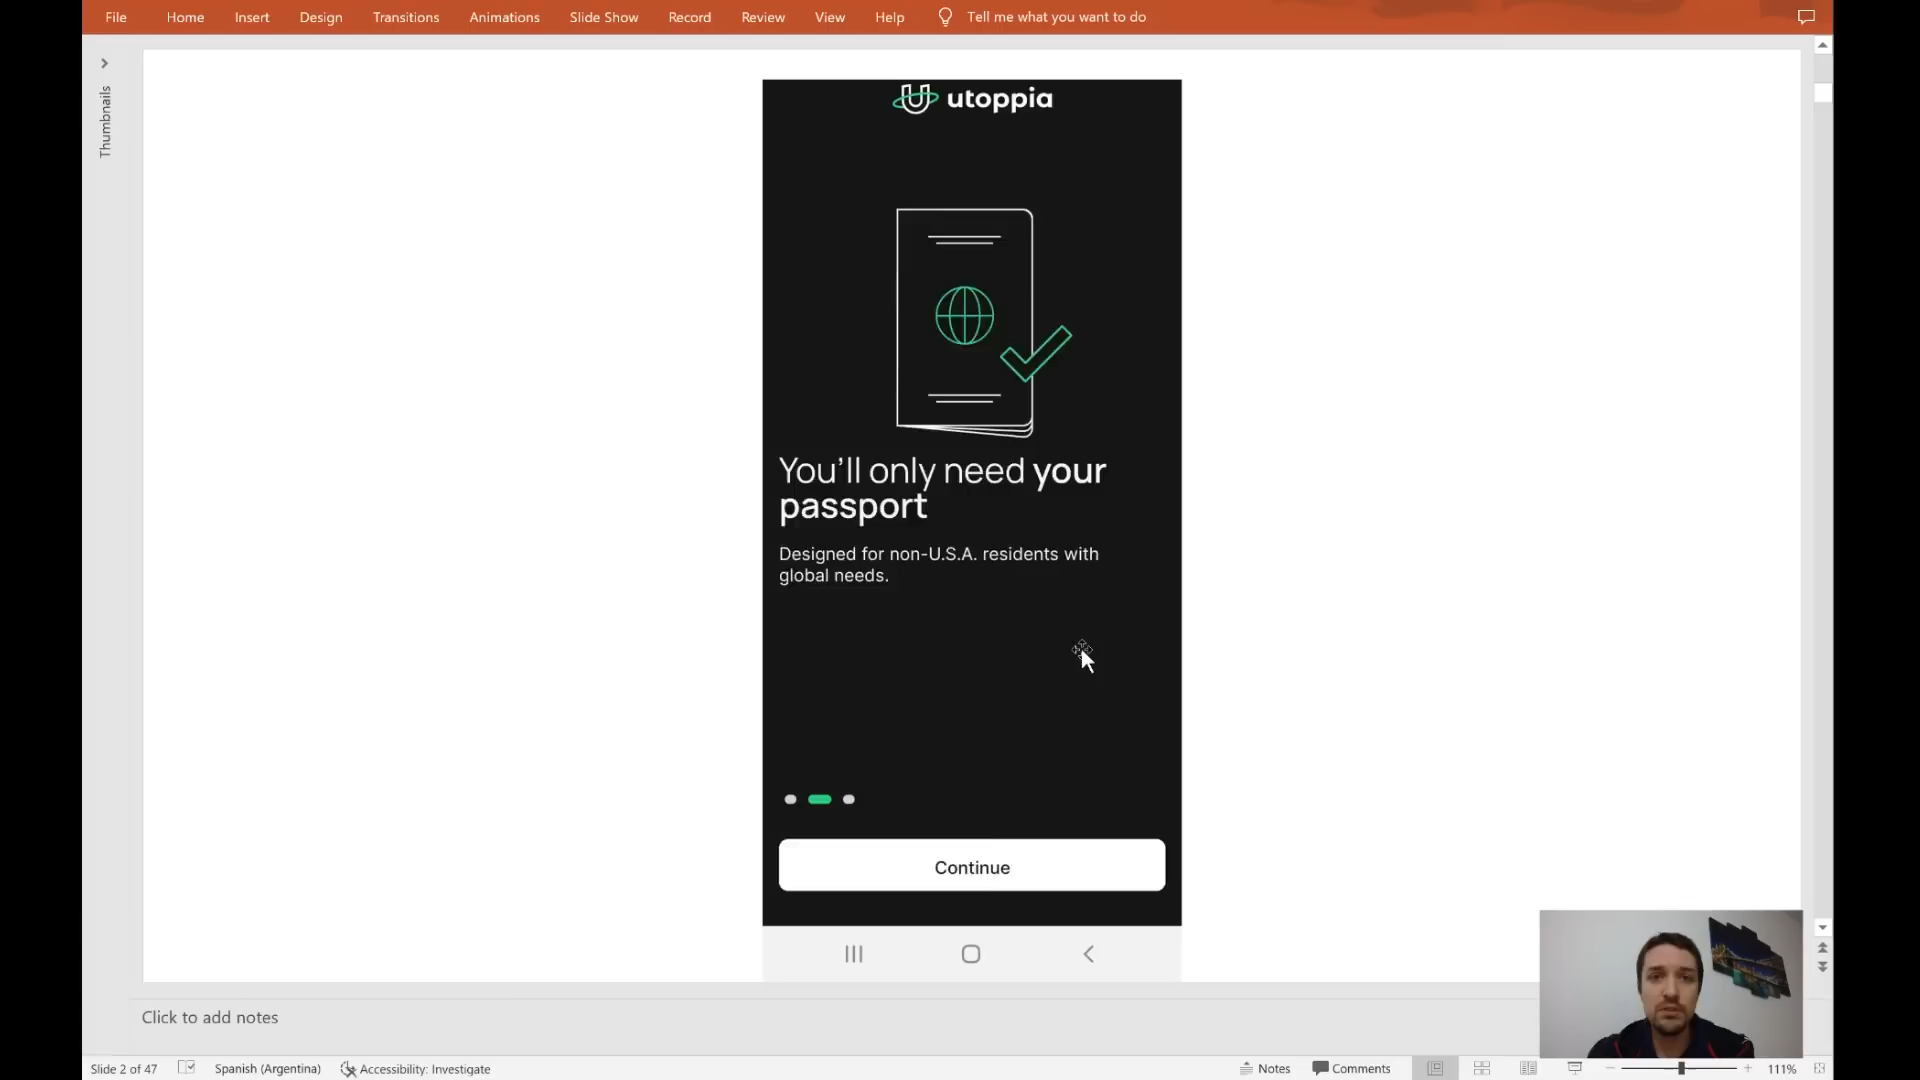 File Home Insert Design Transitions Animations Slide Show Record Review View Help Tell me what you want to do
Thumbnails
utoppia
You'll only need your
passport
Designed for non-U.S.A. residents with
global needs.
Continue
Click to add notes
Slide 2 of 47 Spanish (Argentina) Accessibility: Investigate Notes Comments 111%